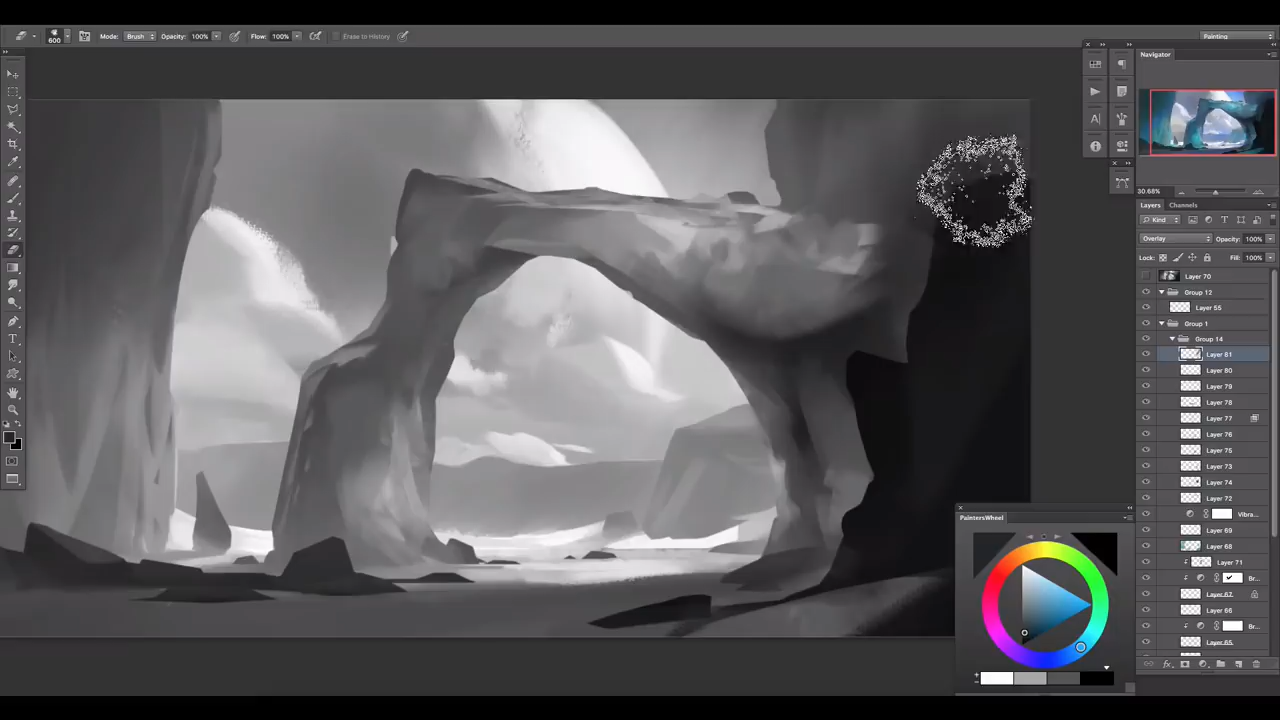 600
Mode: Brush Opacity: 100% Flow: 100% Erase to History
Painting
Navigator
30.68%
Layers Channels
Kind
Overlay Opacity: 100%
Lock: Fill: 100%
Layer 70
Group 12
Layer 55
Group 1
Group 14
Layer 81
Layer 80
Layer 79
Layer 78
Layer 77
Layer 76
Layer 75
Layer 73
Layer 74
Layer 72
Vibra...
Layer 69
Layer 68
Layer 71
Br...
Layer 67
Layer 66
Br...
Layer 65
PaintersWheel